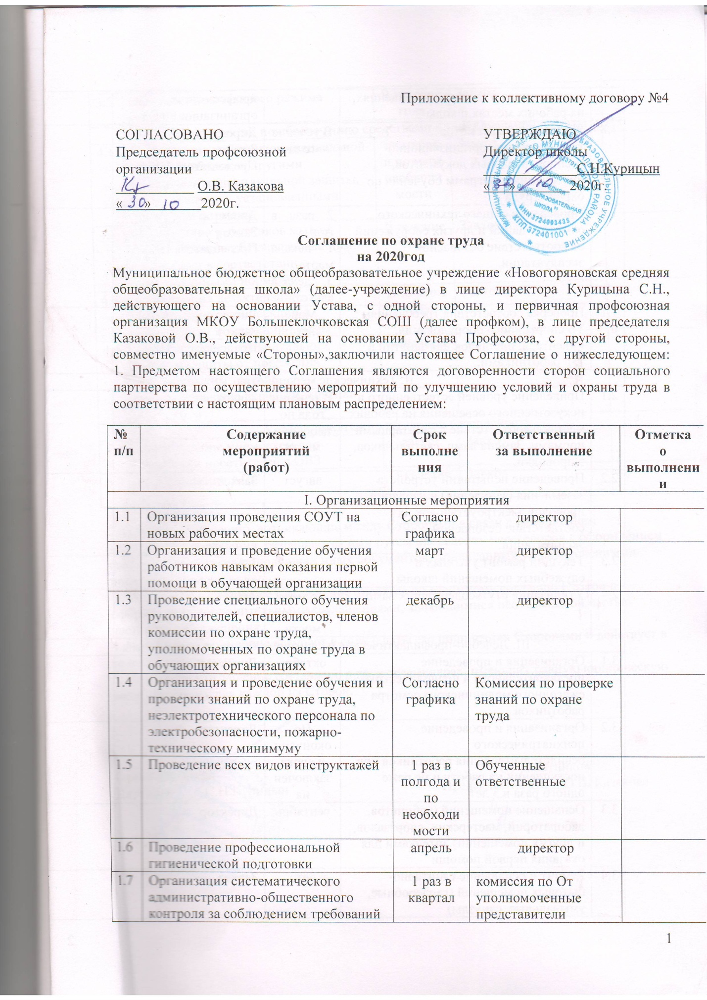 Приложение к коллективному договору №4
СОГЛАСОВАНО
Председатель профсоюзной
организации
____________ О.В. Казакова
« 30» 10 2020г.
УТВЕРЖДАЮ
Директор школы
______________С.Н.Курицын
«30» 10 2020г.
КПП 372401001
ИНН 3724003435
ОБЩЕОБРАЗОВАТЕЛЬНАЯ
ШКОЛА"
Соглашение по охране труда
на 2020год
Муниципальное бюджетное общеобразовательное учреждение «Новогоряновская средняя
общеобразовательная школа» (далее-учреждение) в лице директора Курицына С.Н.,
действующего на основании Устава, с одной стороны, и первичная профсоюзная
организация МКОУ Большеклочковская СОШ (далее профком), в лице председателя
Казаковой О.В., действующей на основании Устава Профсоюза, с другой стороны,
совместно именуемые «Стороны»,заключили настоящее Соглашение о нижеследующем:
1. Предметом настоящего Соглашения являются договоренности сторон социального
партнерства по осуществлению мероприятий по улучшению условий и охраны труда в
соответствии с настоящим плановым распределением:
№
п/п
Содержание
мероприятий
(работ)
Срок
выполне
ния
Ответственный
за выполнение
Отметка
о
выполнени
и
I. Организационные мероприятия
1.1
Организация проведения СОУТ на
новых рабочих местах
Согласно
графика
директор
1.2
Организация и проведение обучения
работников навыкам оказания первой
помощи в обучающей организации
март
директор
1.3
Проведение специального обучения
руководителей, специалистов, членов
комиссии по охране труда,
уполномоченных по охране труда в
обучающих организациях
декабрь
директор
1.4
Организация и проведение обучения и
проверки знаний по охране труда,
неэлектротехнического персонала по
электробезопасности, пожарно-
техническому минимуму
Согласно
графика
Комиссия по проверке
знаний по охране
труда
1.5
Проведение всех видов инструктажей
1 раз в
полгода и
по
необходи
мости
Обученные
ответственные
1.6
Проведение профессиональной
гигиенической подготовки
апрель
директор
1.7
Организация систематического
административно-общественного
контроля за соблюдением требований
1 раз в
квартал
комиссия по От
уполномоченные
представители
1